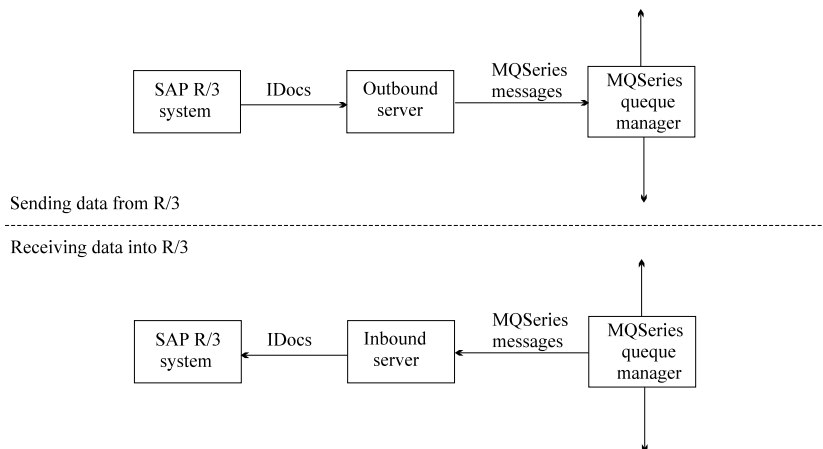 SAP R/3
system
IDocs
Outbound
server
MQSeries
messages
MQSeries
queque
manager
Sending data from R/3
Receiving data into R/3
SAP R/3
system
IDocs
Inbound
server
MQSeries
messages
MQSeries
queque
manager